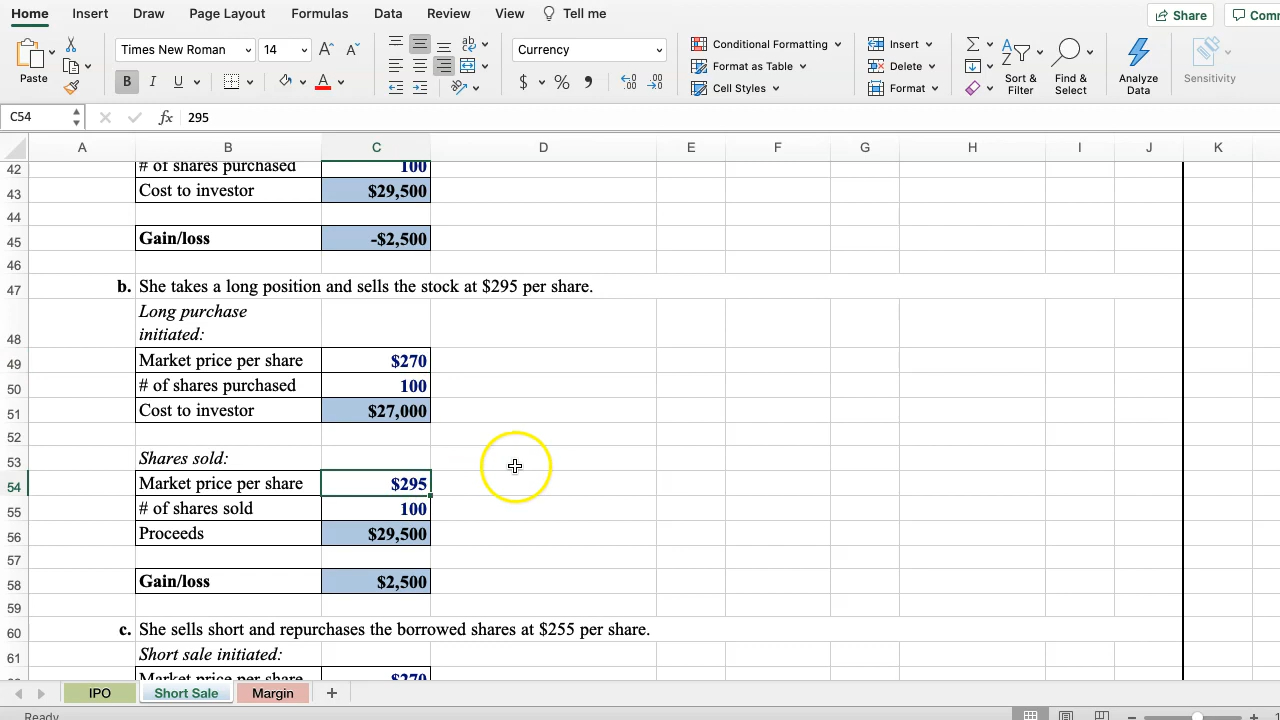 Home Insert Draw Page Layout Formulas Data Review View Tell me Share Com
Paste Times New Roman 14 A A ab Currency Conditional Formatting Insert Σ A Z
B I U A $ % Format as Table Delete Sort & Filter Find & Select Analyze Data Sensitivity
Cell Styles Format
C54 fx 295
A B C D E F G H I J K
42 # of shares purchased 100
43 Cost to investor $29,500
44
45 Gain/loss -$2,500
46
47 b. She takes a long position and sells the stock at $295 per share.
48 Long purchase
initiated:
49 Market price per share $270
50 # of shares purchased 100
51 Cost to investor $27,000
52
53 Shares sold:
54 Market price per share $295
55 # of shares sold 100
56 Proceeds $29,500
57
58 Gain/loss $2,500
59
60 c. She sells short and repurchases the borrowed shares at $255 per share.
61 Short sale initiated:
Market price per share $270
IPO Short Sale Margin +
Ready